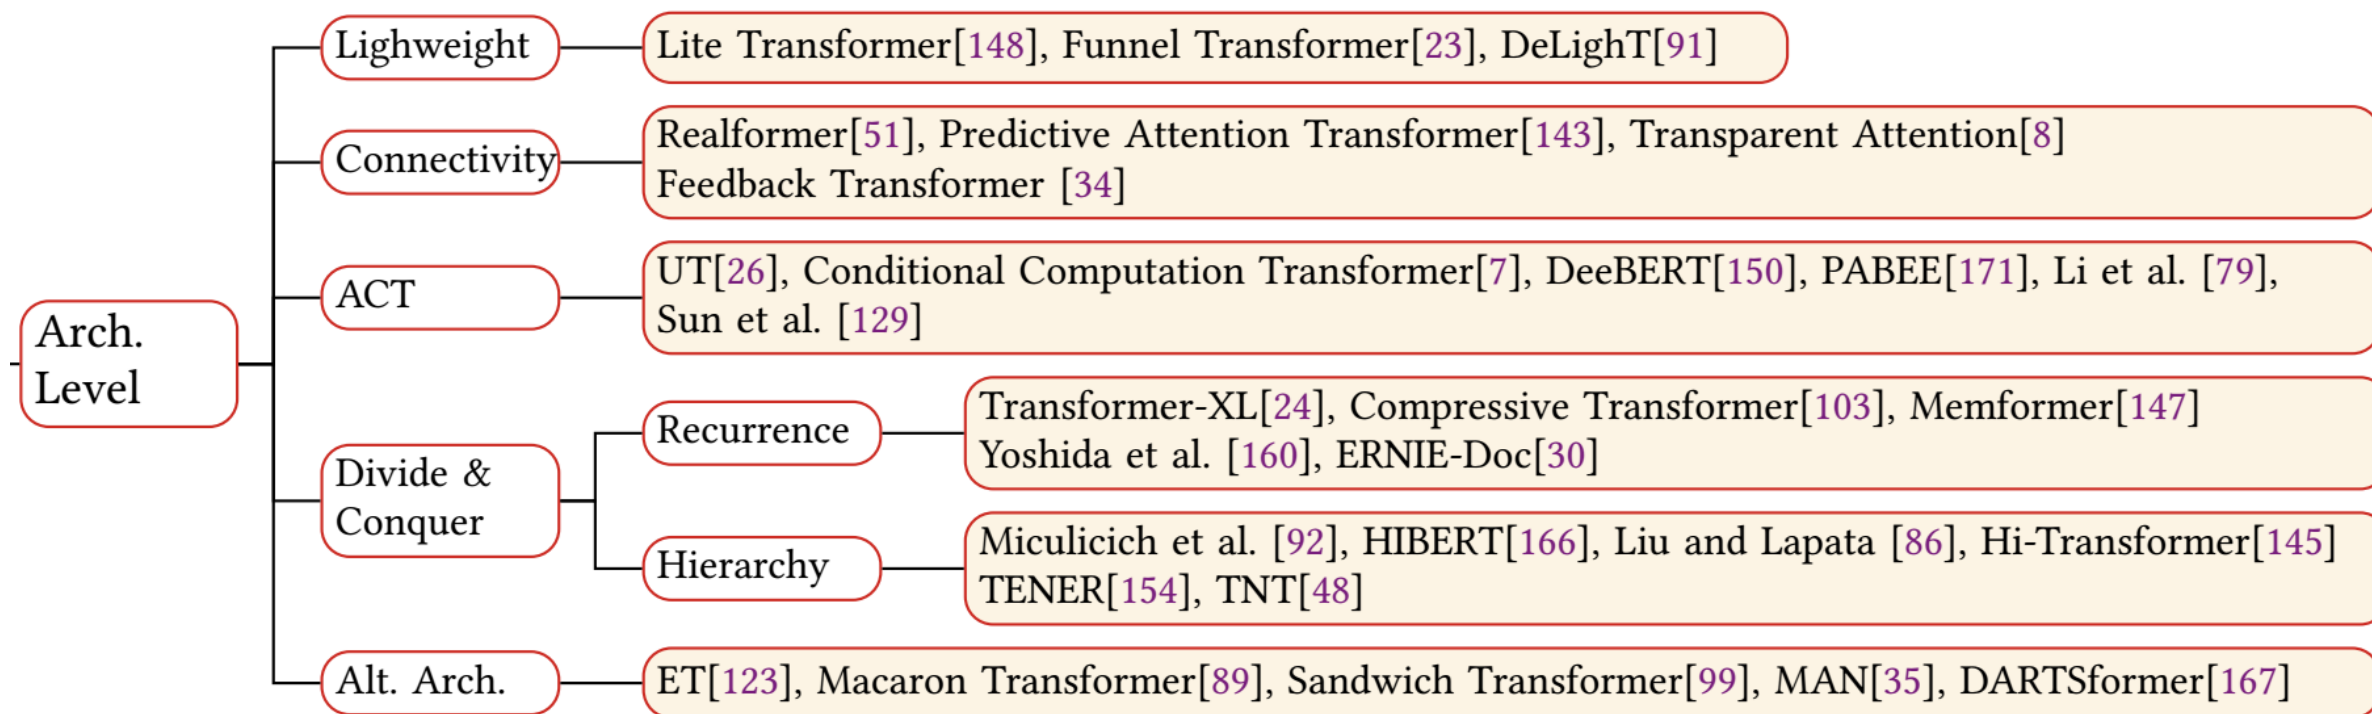 Lighweight
Lite Transformer[148], Funnel Transformer[23], DeLighT[91]
Connectivity
Realformer[51], Predictive Attention Transformer[143], Transparent Attention[8]
Feedback Transformer [34]
ACT
UT[26], Conditional Computation Transformer[7], DeeBERT[150], PABEE[171], Li et al. [79],
Sun et al. [129]
Arch.
Level
Divide &
Conquer
Recurrence
Transformer-XL[24], Compressive Transformer[103], Memformer[147]
Yoshida et al. [160], ERNIE-Doc[30]
Hierarchy
Miculicich et al. [92], HIBERT[166], Liu and Lapata [86], Hi-Transformer[145]
TENER[154], TNT[48]
Alt. Arch.
ET[123], Macaron Transformer[89], Sandwich Transformer[99], MAN[35], DARTSformer[167]